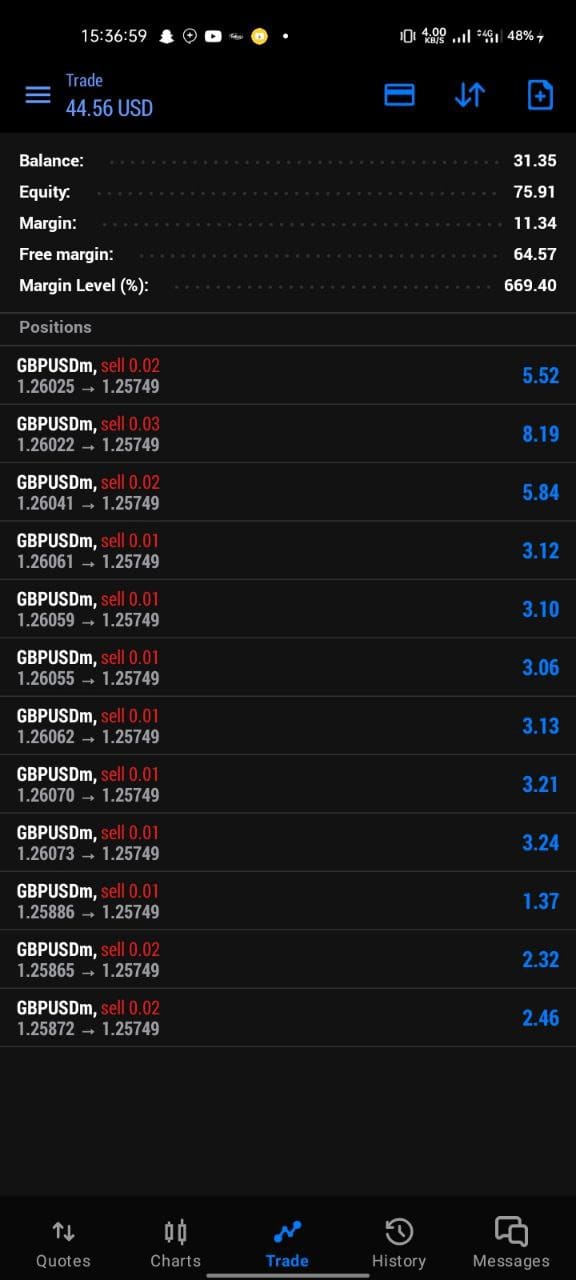 15:36:59
4.00 KB/S 4G 48%
Trade
44.56 USD
Balance: 31.35
Equity: 75.91
Margin: 11.34
Free margin: 64.57
Margin Level (%): 669.40
Positions
GBPUSDm, sell 0.02
1.26025 → 1.25749 5.52
GBPUSDm, sell 0.03
1.26022 → 1.25749 8.19
GBPUSDm, sell 0.02
1.26041 → 1.25749 5.84
GBPUSDm, sell 0.01
1.26061 → 1.25749 3.12
GBPUSDm, sell 0.01
1.26059 → 1.25749 3.10
GBPUSDm, sell 0.01
1.26055 → 1.25749 3.06
GBPUSDm, sell 0.01
1.26062 → 1.25749 3.13
GBPUSDm, sell 0.01
1.26070 → 1.25749 3.21
GBPUSDm, sell 0.01
1.26073 → 1.25749 3.24
GBPUSDm, sell 0.01
1.25886 → 1.25749 1.37
GBPUSDm, sell 0.02
1.25865 → 1.25749 2.32
GBPUSDm, sell 0.02
1.25872 → 1.25749 2.46
Quotes Charts Trade History Messages